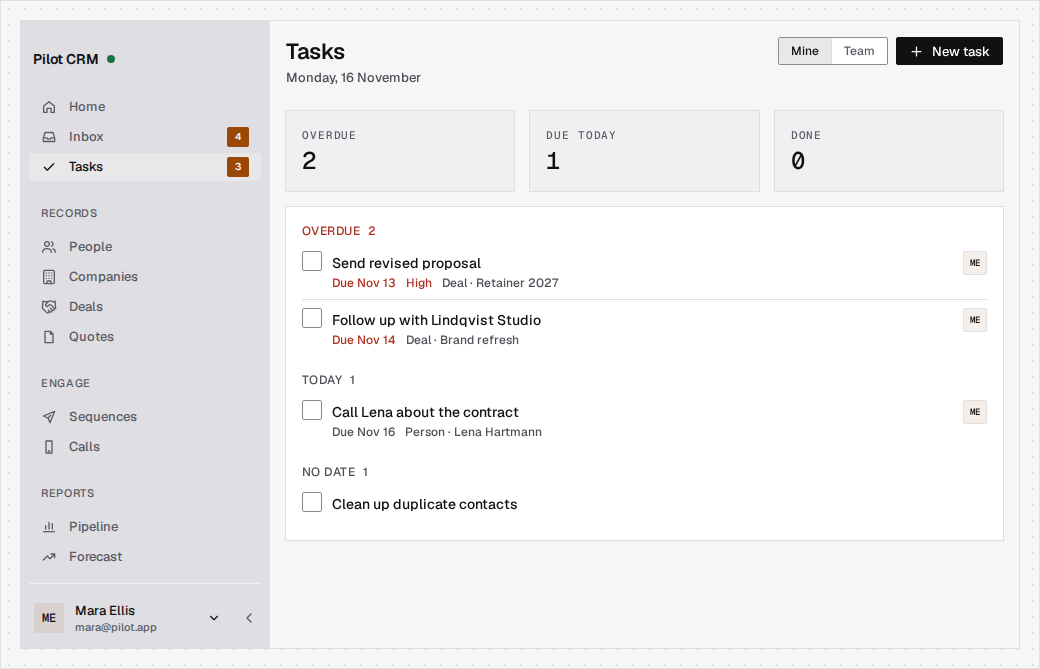 Pilot CRM
Home
Inbox 4
Tasks 3
RECORDS
People
Companies
Deals
Quotes
ENGAGE
Sequences
Calls
REPORTS
Pipeline
Forecast
ME Mara Ellis
mara@pilot.app
Tasks
Monday, 16 November
Mine Team + New task
OVERDUE
2
DUE TODAY
1
DONE
0
OVERDUE 2
Send revised proposal ME
Due Nov 13 High Deal · Retainer 2027
Follow up with Lindqvist Studio ME
Due Nov 14 Deal · Brand refresh
TODAY 1
Call Lena about the contract ME
Due Nov 16 Person · Lena Hartmann
NO DATE 1
Clean up duplicate contacts